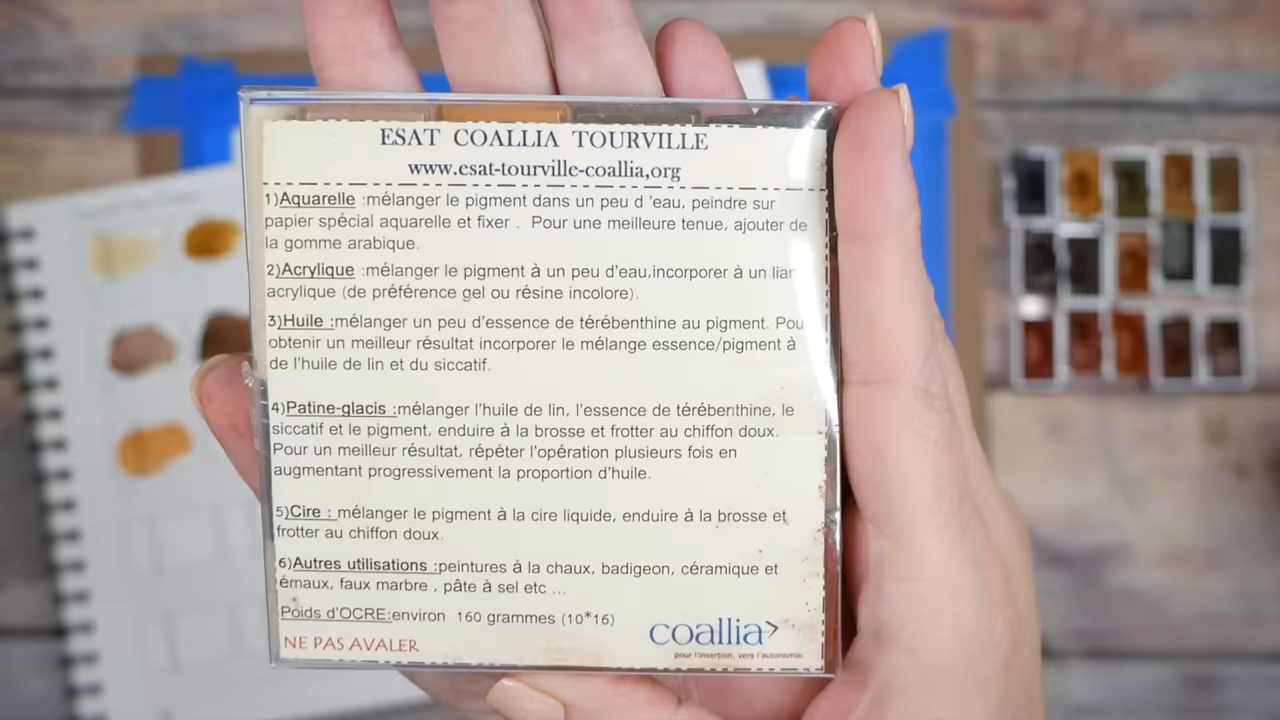 ESAT COALLIA TOURVILLE
www.esat-tourville-coallia,org
1)Aquarelle :mélanger le pigment dans un peu d 'eau, peindre sur
papier spécial aquarelle et fixer . Pour une meilleure tenue, ajouter de
la gomme arabique.
2)Acrylique :mélanger le pigment à un peu d'eau,incorporer à un liar
acrylique (de préférence gel ou résine incolore).
3)Huile :mélanger un peu d'essence de térébenthine au pigment. Pou
obtenir un meilleur résultat incorporer le mélange essence/pigment à
de l'huile de lin et du siccatif.
4)Patine-glacis :mélanger l'huile de lin, l'essence de térébenthine, le
siccatif et le pigment, enduire à la brosse et frotter au chiffon doux.
Pour un meilleur résultat, répéter l'opération plusieurs fois en
augmentant progressivement la proportion d'huile.
5)Cire : mélanger le pigment à la cire liquide, enduire à la brosse et
frotter au chiffon doux.
6)Autres utilisations :peintures à la chaux, badigeon, céramique et
émaux, faux marbre , pâte à sel etc ...
Poids d'OCRE:environ 160 grammes (10*16)
NE PAS AVALER
coallia
pour l'insertion, vers l'autonomie